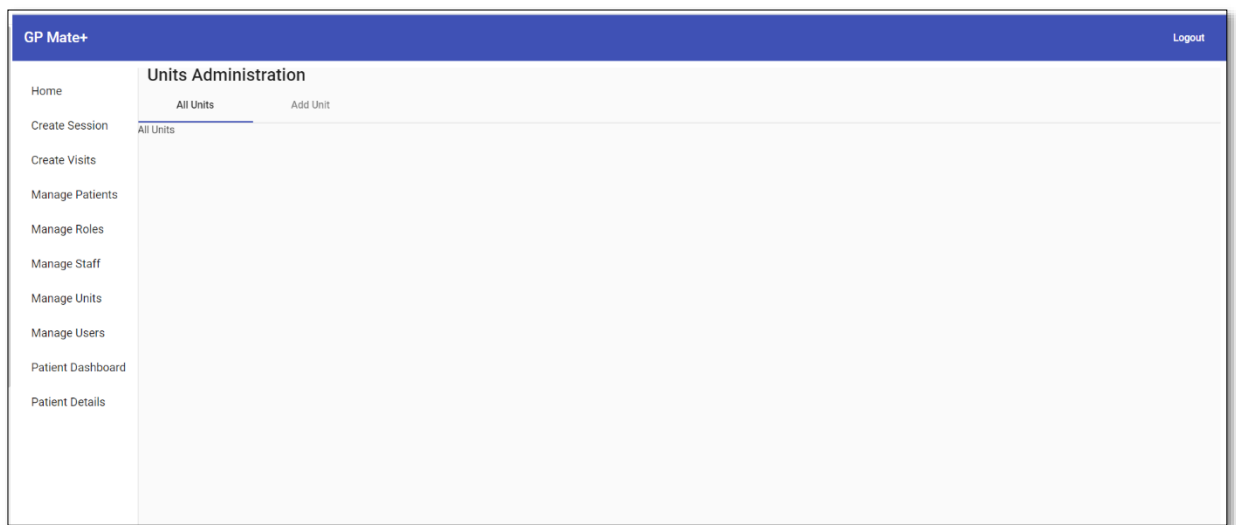 GP Mate+
Logout
Home
Create Session
Create Visits
Manage Patients
Manage Roles
Manage Staff
Manage Units
Manage Users
Patient Dashboard
Patient Details
Units Administration
All Units
Add Unit
All Units